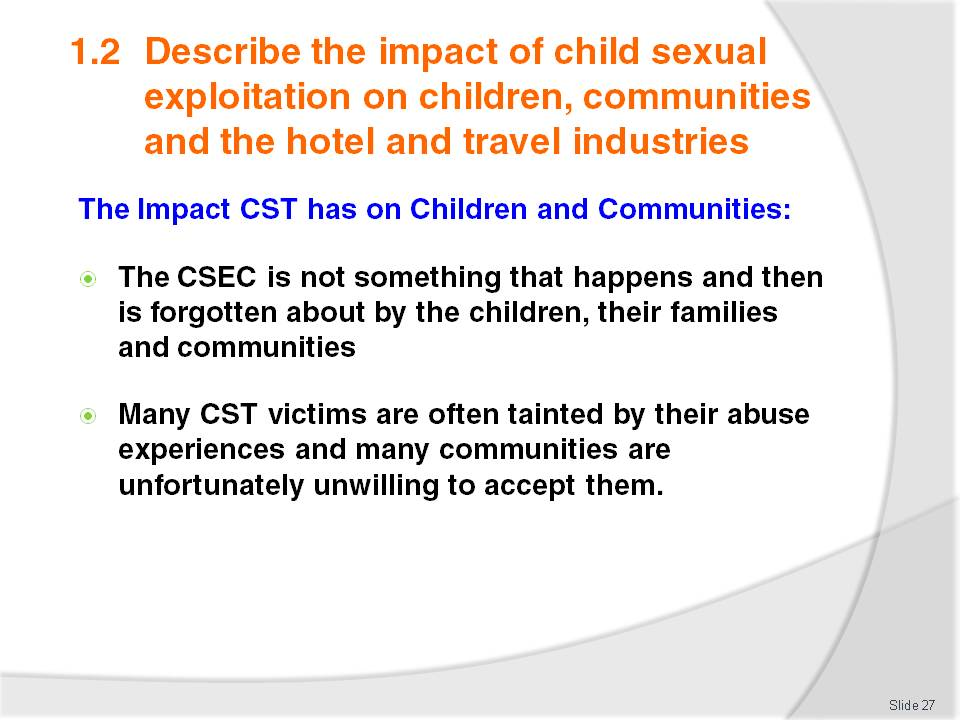 1.2 Describe the impact of child sexual
exploitation on children, communities
and the hotel and travel industries
The Impact CST has on Children and Communities:
The CSEC is not something that happens and then
is forgotten about by the children, their families
and communities
Many CST victims are often tainted by their abuse
experiences and many communities are
unfortunately unwilling to accept them.
Slide 27